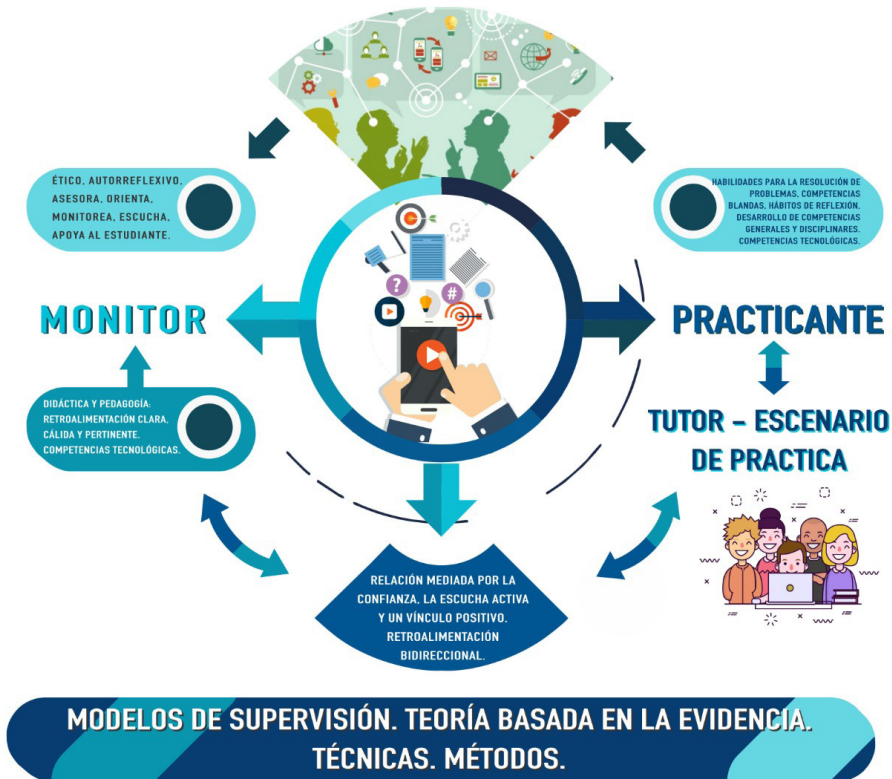 ÉTICO, AUTORREFLEXIVO,
ASESORA, ORIENTA,
MONITOREA, ESCUCHA,
APOYA AL ESTUDIANTE.
HABILIDADES PARA LA RESOLUCIÓN DE
PROBLEMAS, COMPETENCIAS
BLANDAS, HÁBITOS DE REFLEXIÓN.
DESARROLLO DE COMPETENCIAS
GENERALES Y DISCIPLINARES.
COMPETENCIAS TECNOLÓGICAS.
?
#
MONITOR
PRACTICANTE
DIDÁCTICA Y PEDAGOGÍA:
RETROALIMENTACIÓN CLARA,
CÁLIDA Y PERTINENTE.
COMPETENCIAS TECNOLÓGICAS.
TUTOR – ESCENARIO
DE PRACTICA
RELACIÓN MEDIADA POR LA
CONFIANZA, LA ESCUCHA ACTIVA
Y UN VÍNCULO POSITIVO.
RETROALIMENTACIÓN
BIDIRECCIONAL.
MODELOS DE SUPERVISIÓN. TEORÍA BASADA EN LA EVIDENCIA.
TÉCNICAS. MÉTODOS.